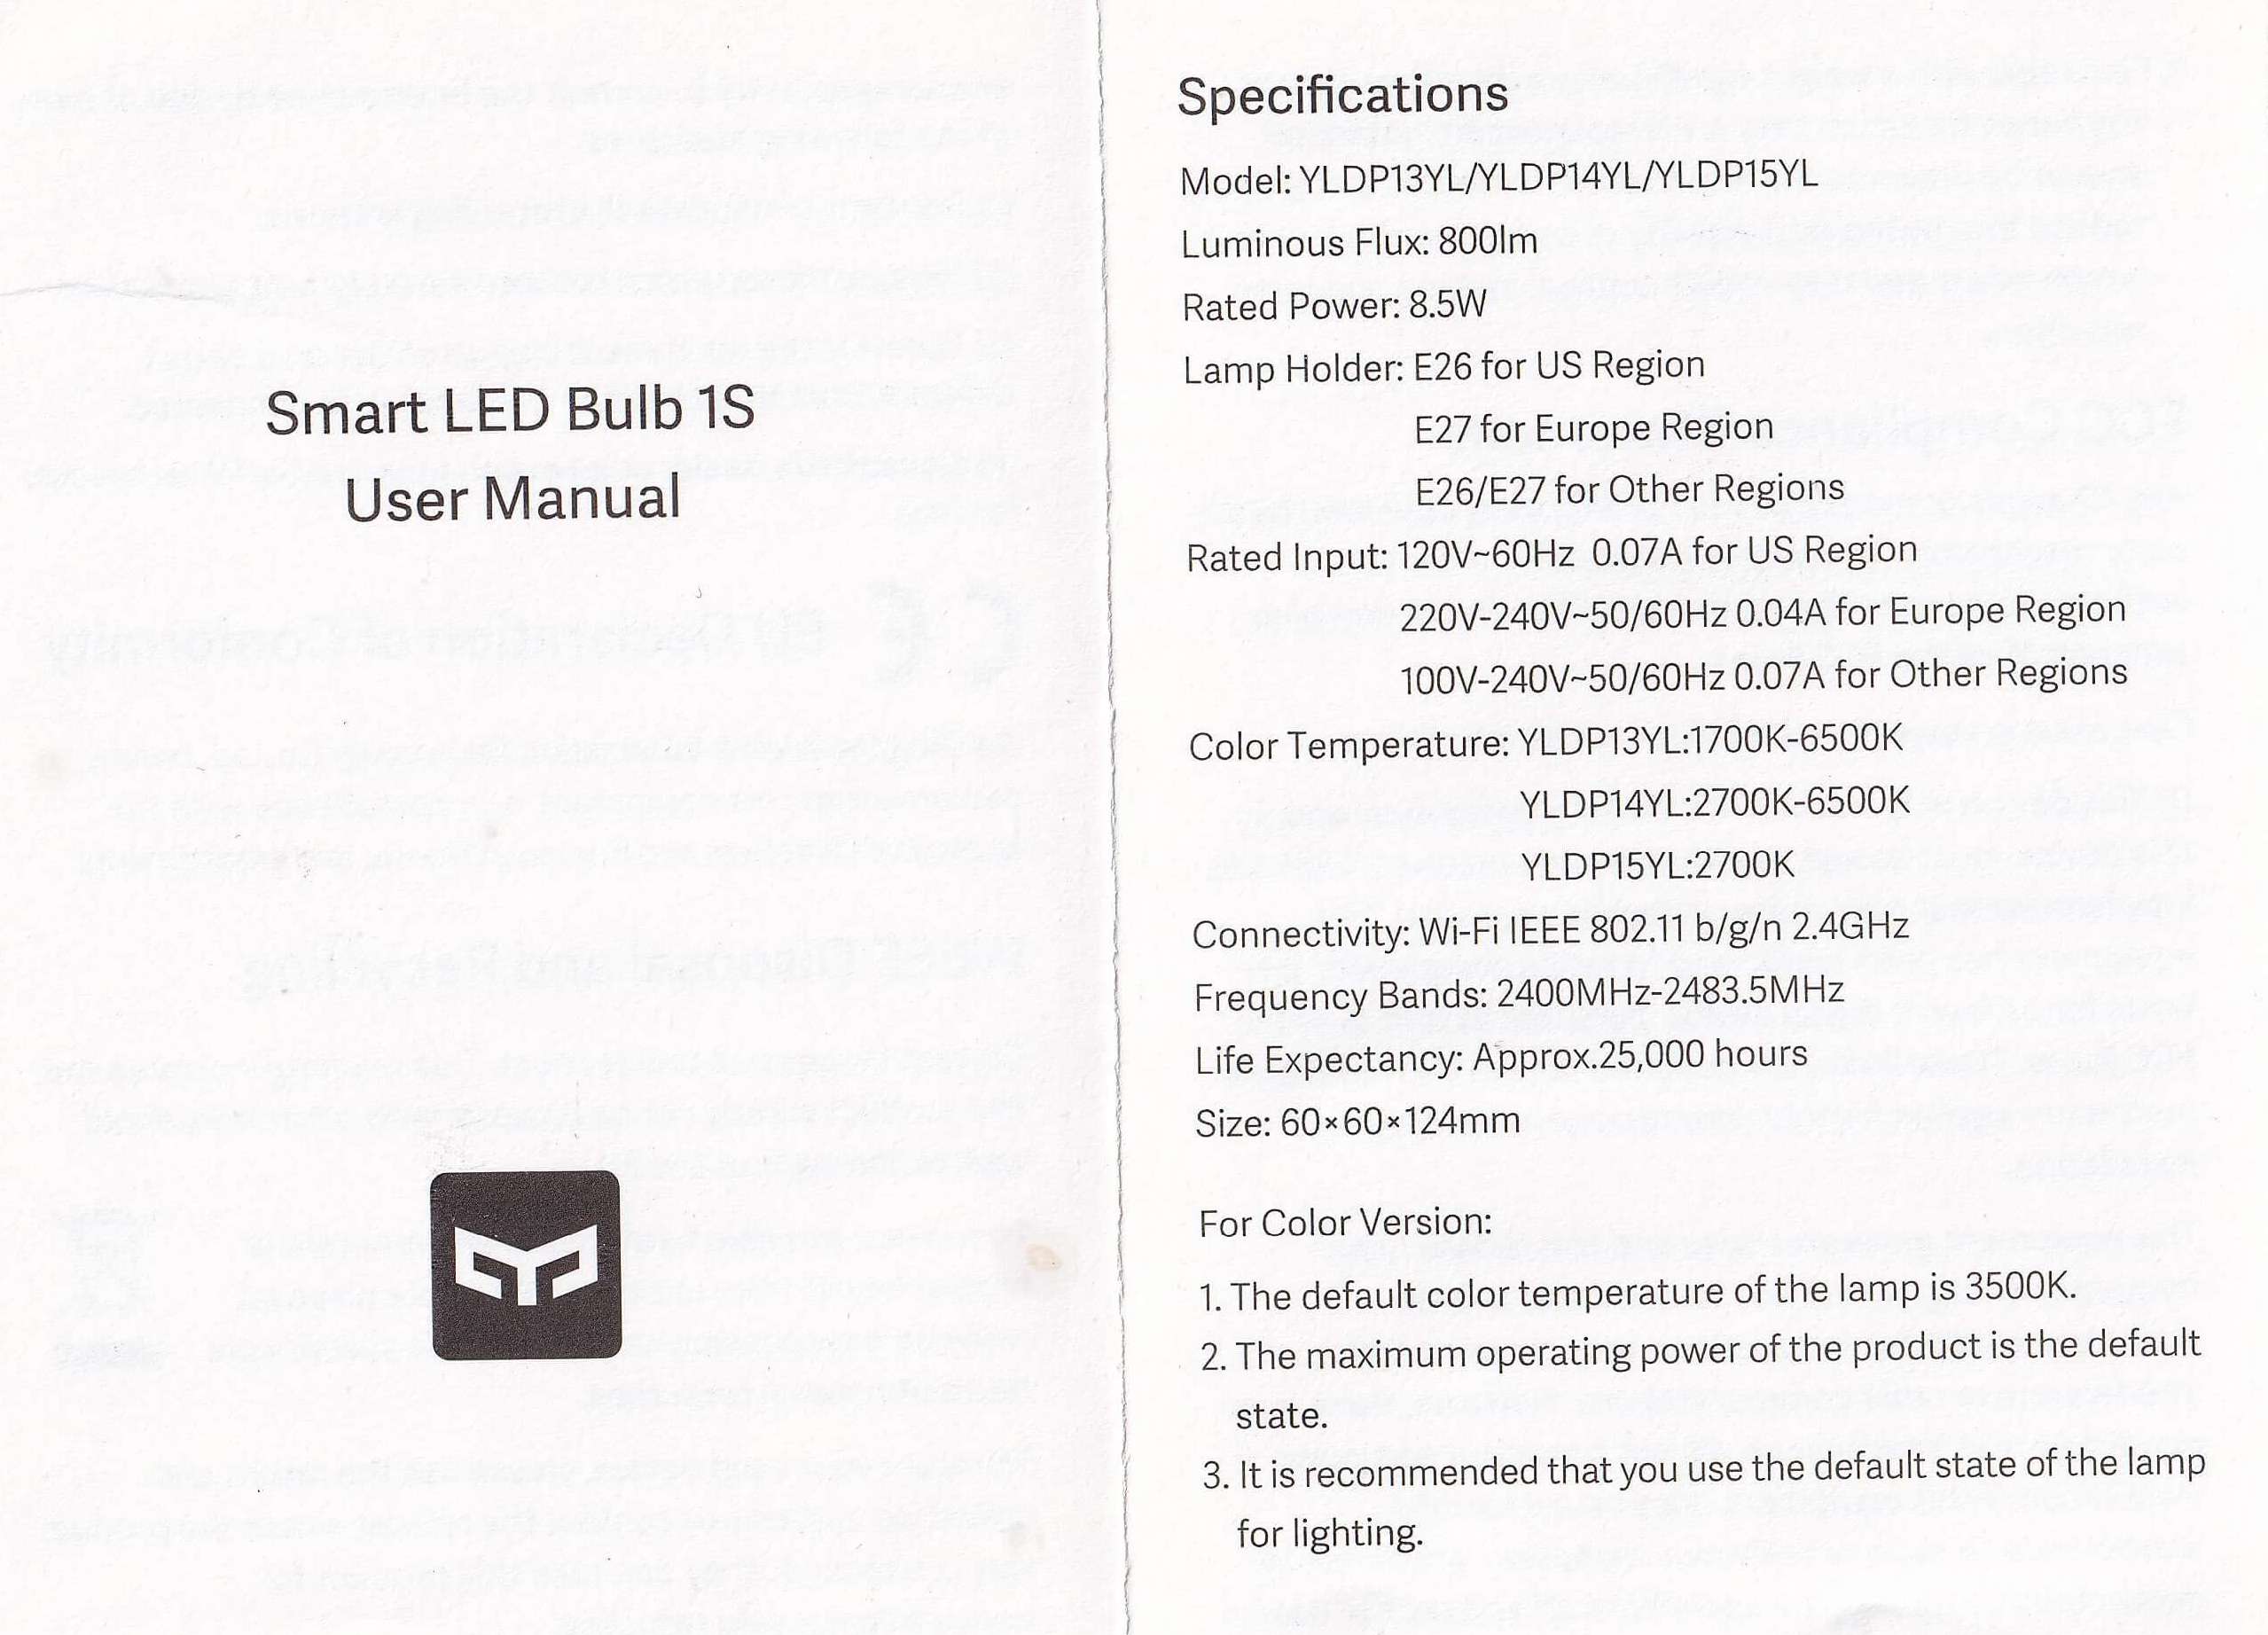 Smart LED Bulb 1S
User Manual
Specifications
Model: YLDP13YL/YLDP14YL/YLDP15YL
Luminous Flux: 800lm
Rated Power: 8.5W
Lamp Holder: E26 for US Region
E27 for Europe Region
E26/E27 for Other Regions
Rated Input: 120V~60Hz 0.07A for US Region
220V-240V~50/60Hz 0.04A for Europe Region
100V-240V~50/60Hz 0.07A for Other Regions
Color Temperature: YLDP13YL:1700K-6500K
YLDP14YL:2700K-6500K
YLDP15YL:2700K
Connectivity: Wi-Fi IEEE 802.11 b/g/n 2.4GHz
Frequency Bands: 2400MHz-2483.5MHz
Life Expectancy: Approx.25,000 hours
Size: 60×60×124mm
For Color Version:
1. The default color temperature of the lamp is 3500K.
2. The maximum operating power of the product is the default
state.
3. It is recommended that you use the default state of the lamp
for lighting.